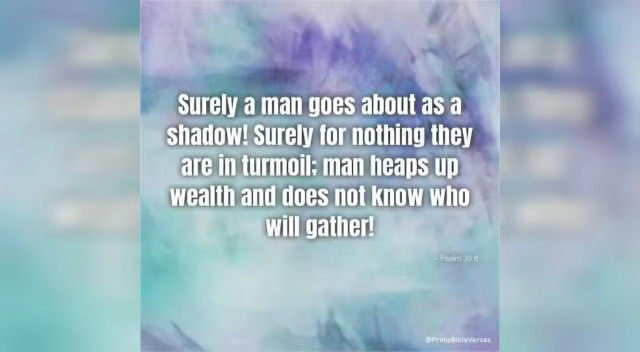 Surely a man goes about as a
shadow! Surely for nothing they
are in turmoil; man heaps up
wealth and does not know who
will gather!
- Psalm 39:6
@PrimeBibleVerses